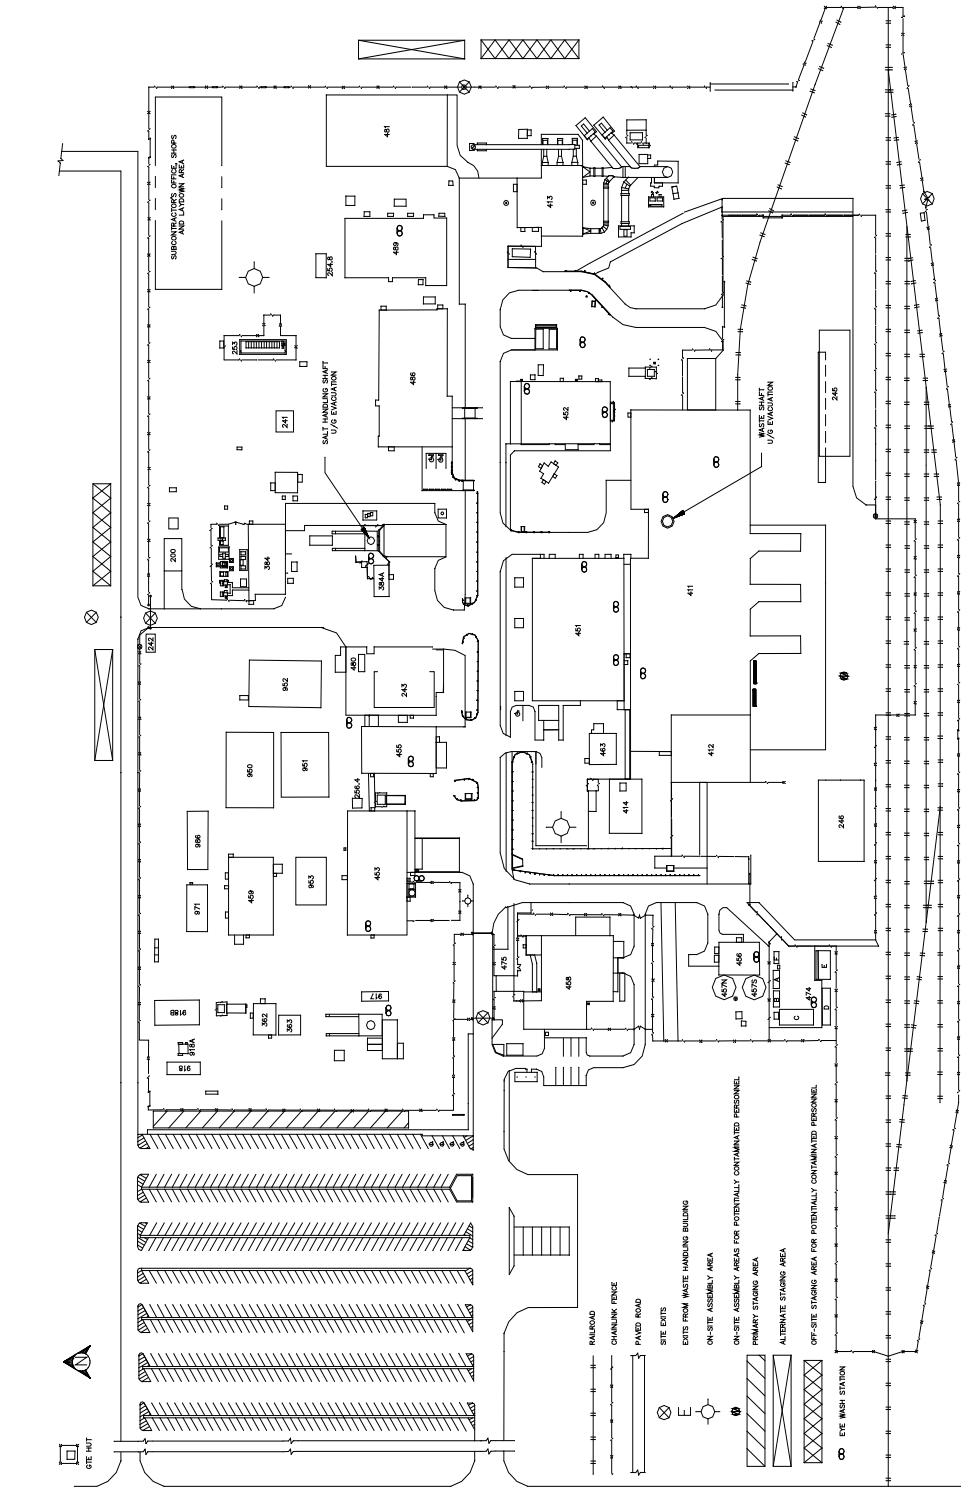 SUBCONTRACTOR'S OFFICE, SHOPS
AND LAYDOWN AREA
481
413
489
254.8
253
486
SALT HANDLING SHAFT
U/G EVACUATION
241
452
245
WASTE SHAFT
U/G EVACUATION
200
384
384A
451
411
242
952
480
243
950
951
455
463
412
256.4
414
246
986
459
953
453
971
475
468
456
457N
457S
474
F
A
B
C
D
E
917
918B
362
363
918A
918
N
GTE HUT
RAILROAD
CHAINLINK FENCE
PAVED ROAD
SITE EXITS
E
EXITS FROM WASTE HANDLING BUILDING
ON-SITE ASSEMBLY AREA
ON-SITE ASSEMBLY AREAS FOR POTENTIALLY CONTAMINATED PERSONNEL
PRIMARY STAGING AREA
ALTERNATE STAGING AREA
OFF-SITE STAGING AREA FOR POTENTIALLY CONTAMINATED PERSONNEL
EYE WASH STATION